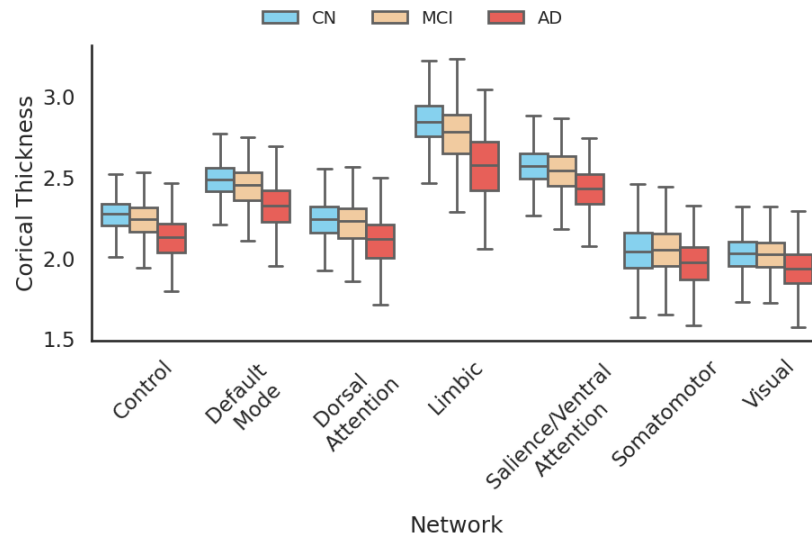 CN MCI AD
Corical Thickness
3.0
2.5
2.0
1.5
Control
Default
Mode
Dorsal
Attention
Limbic
Salience/Ventral
Attention
Somatomotor
Visual
Network